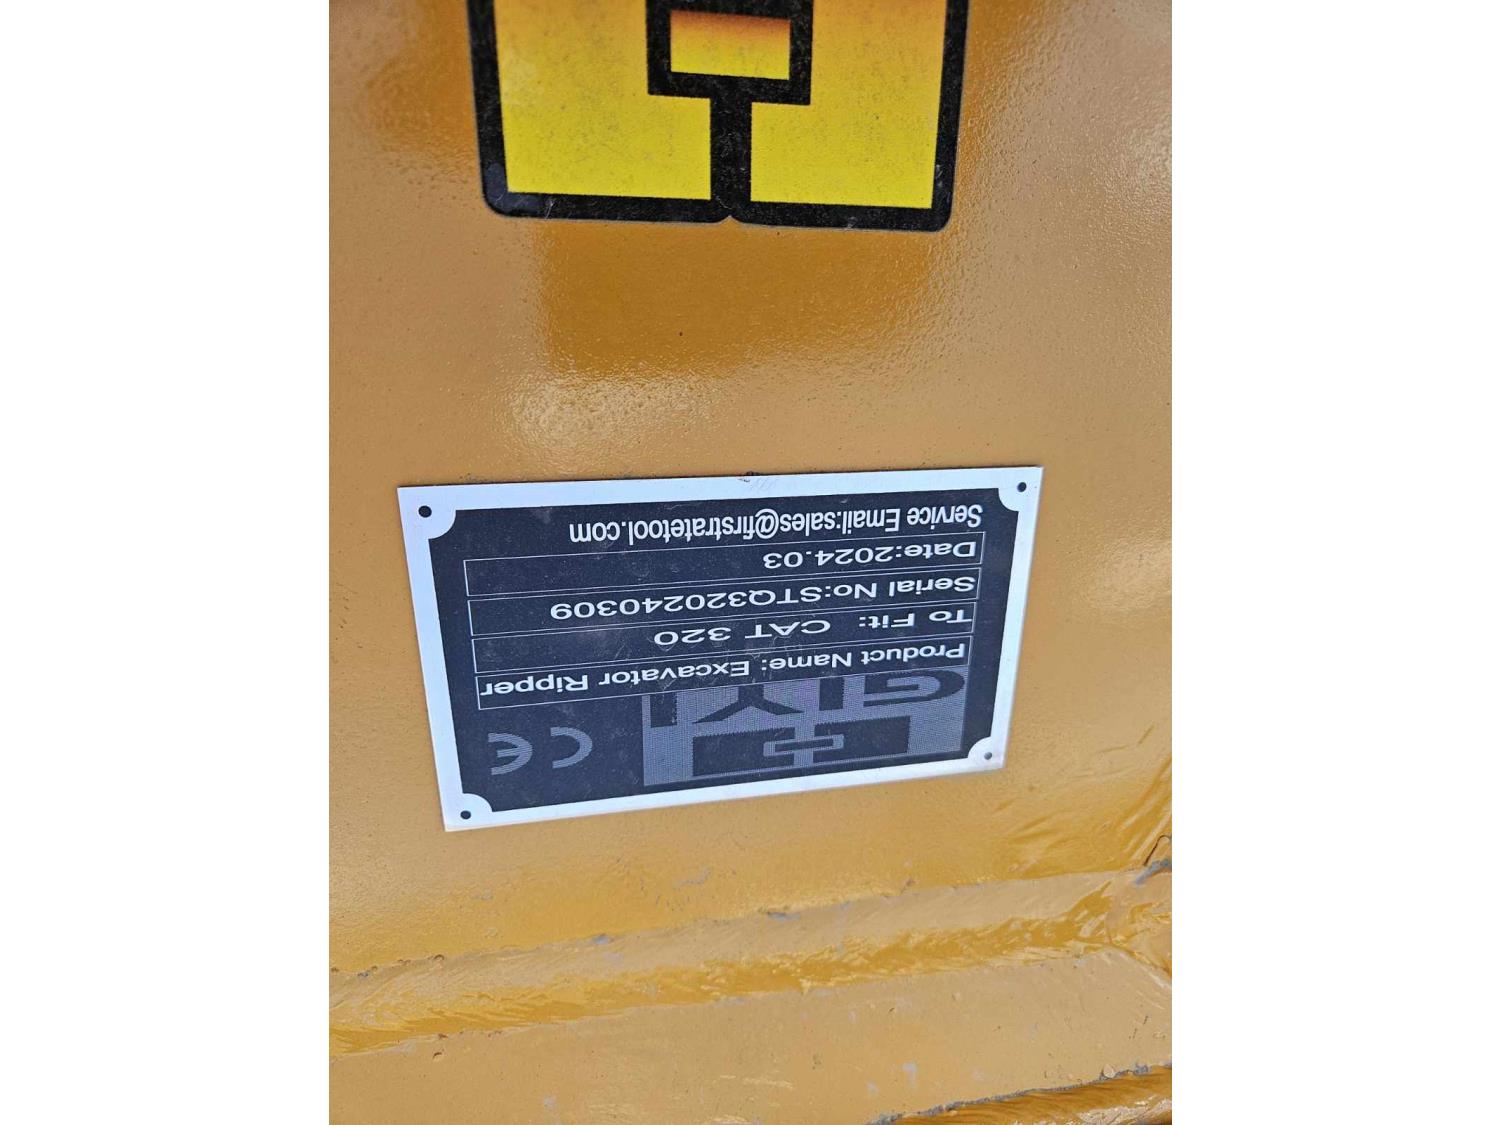 GIYI
CE
Product Name: Excavator Ripper
To Fit: CAT 320
Serial No:STQ320240309
Date:2024.03
Service Email:sales@firstratetool.com